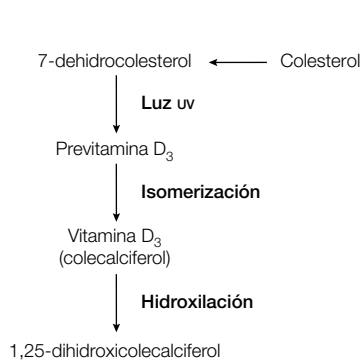 7-dehidrocolesterol Colesterol
Luz UV
Previtamina D₃
Isomerización
Vitamina D₃
(colecalciferol)
Hidroxilación
1,25-dihidroxicolecalciferol